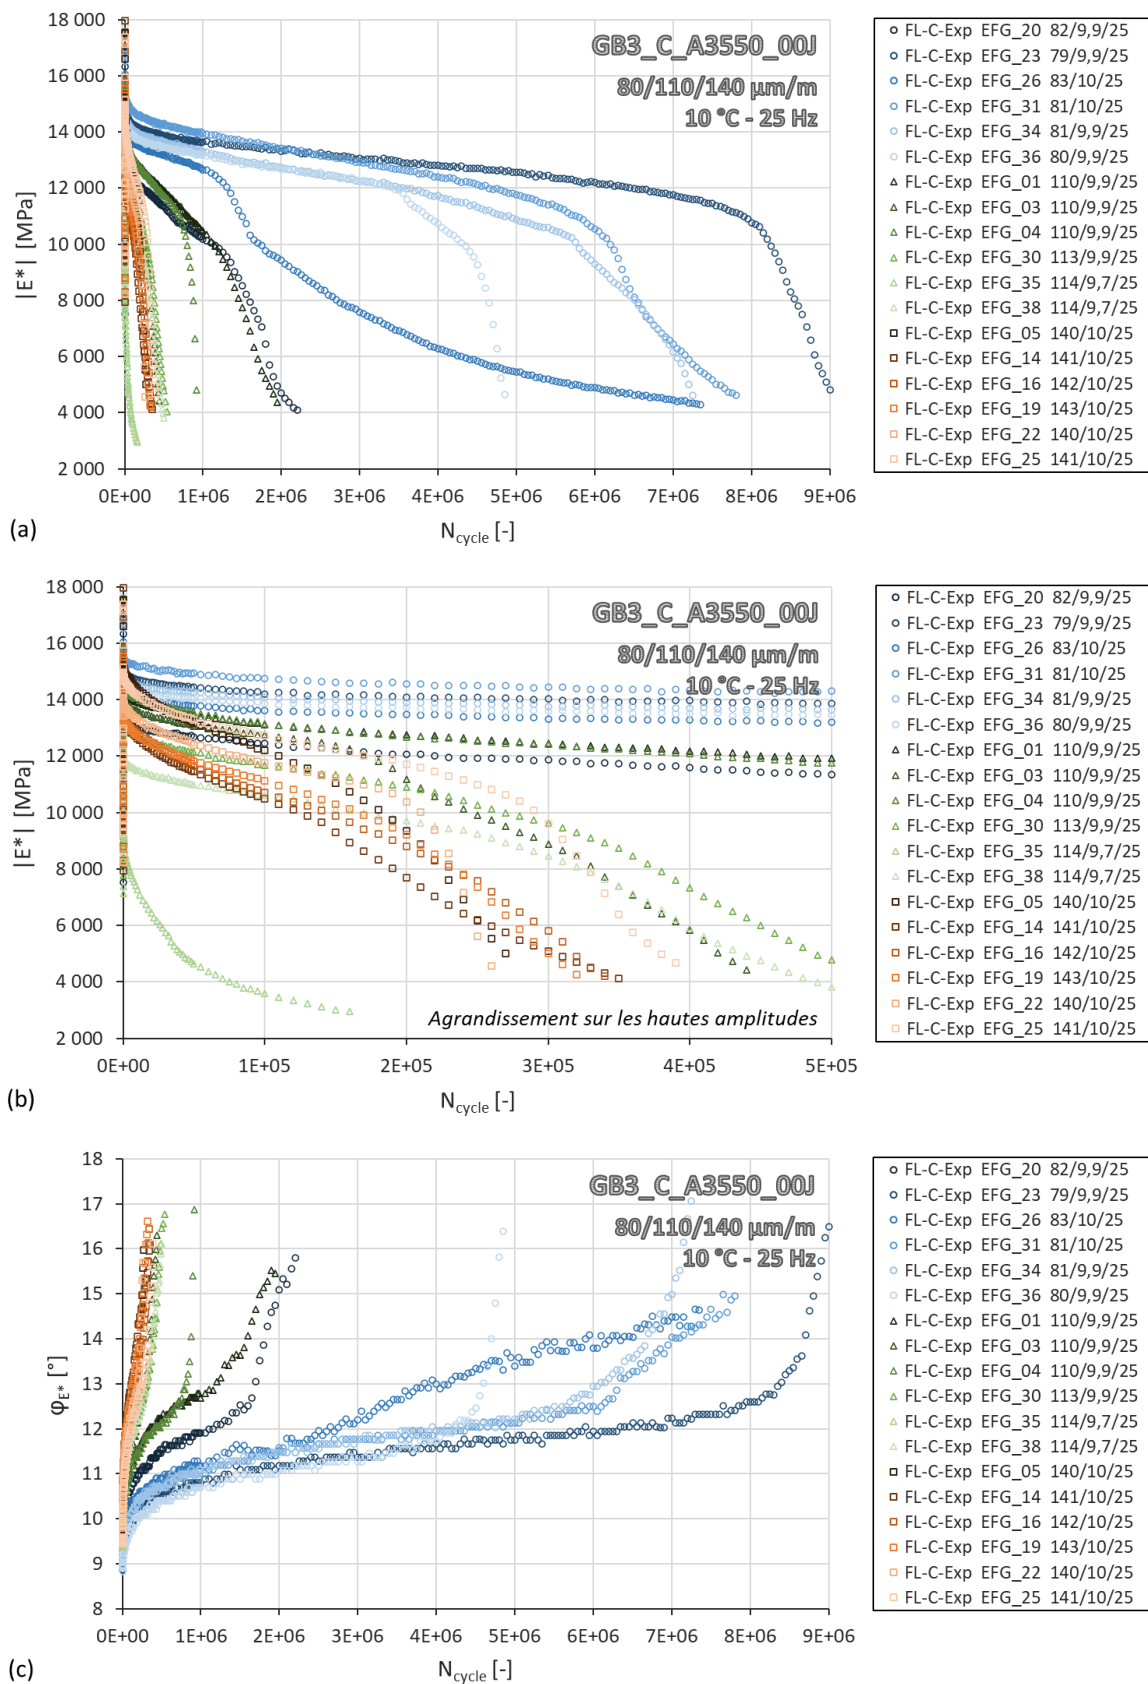 18 000
16 000
14 000
12 000
10 000
8 000
6 000
4 000
2 000
|E*| [MPa]
GB3_C_A3550_00J
80/110/140 µm/m
10 °C - 25 Hz
0E+00 1E+06 2E+06 3E+06 4E+06 5E+06 6E+06 7E+06 8E+06 9E+06
(a)
Ncycle [-]
FL-C-Exp EFG_20 82/9,9/25
FL-C-Exp EFG_23 79/9,9/25
FL-C-Exp EFG_26 83/10/25
FL-C-Exp EFG_31 81/10/25
FL-C-Exp EFG_34 81/9,9/25
FL-C-Exp EFG_36 80/9,9/25
FL-C-Exp EFG_01 110/9,9/25
FL-C-Exp EFG_03 110/9,9/25
FL-C-Exp EFG_04 110/9,9/25
FL-C-Exp EFG_30 113/9,9/25
FL-C-Exp EFG_35 114/9,7/25
FL-C-Exp EFG_38 114/9,7/25
FL-C-Exp EFG_05 140/10/25
FL-C-Exp EFG_14 141/10/25
FL-C-Exp EFG_16 142/10/25
FL-C-Exp EFG_19 143/10/25
FL-C-Exp EFG_22 140/10/25
FL-C-Exp EFG_25 141/10/25
18 000
16 000
14 000
12 000
10 000
8 000
6 000
4 000
2 000
|E*| [MPa]
GB3_C_A3550_00J
80/110/140 µm/m
10 °C - 25 Hz
Agrandissement sur les hautes amplitudes
0E+00 1E+05 2E+05 3E+05 4E+05 5E+05
(b)
Ncycle [-]
FL-C-Exp EFG_20 82/9,9/25
FL-C-Exp EFG_23 79/9,9/25
FL-C-Exp EFG_26 83/10/25
FL-C-Exp EFG_31 81/10/25
FL-C-Exp EFG_34 81/9,9/25
FL-C-Exp EFG_36 80/9,9/25
FL-C-Exp EFG_01 110/9,9/25
FL-C-Exp EFG_03 110/9,9/25
FL-C-Exp EFG_04 110/9,9/25
FL-C-Exp EFG_30 113/9,9/25
FL-C-Exp EFG_35 114/9,7/25
FL-C-Exp EFG_38 114/9,7/25
FL-C-Exp EFG_05 140/10/25
FL-C-Exp EFG_14 141/10/25
FL-C-Exp EFG_16 142/10/25
FL-C-Exp EFG_19 143/10/25
FL-C-Exp EFG_22 140/10/25
FL-C-Exp EFG_25 141/10/25
18
17
16
15
14
13
12
11
10
9
8
φE* [°]
GB3_C_A3550_00J
80/110/140 µm/m
10 °C - 25 Hz
0E+00 1E+06 2E+06 3E+06 4E+06 5E+06 6E+06 7E+06 8E+06 9E+06
(c)
Ncycle [-]
FL-C-Exp EFG_20 82/9,9/25
FL-C-Exp EFG_23 79/9,9/25
FL-C-Exp EFG_26 83/10/25
FL-C-Exp EFG_31 81/10/25
FL-C-Exp EFG_34 81/9,9/25
FL-C-Exp EFG_36 80/9,9/25
FL-C-Exp EFG_01 110/9,9/25
FL-C-Exp EFG_03 110/9,9/25
FL-C-Exp EFG_04 110/9,9/25
FL-C-Exp EFG_30 113/9,9/25
FL-C-Exp EFG_35 114/9,7/25
FL-C-Exp EFG_38 114/9,7/25
FL-C-Exp EFG_05 140/10/25
FL-C-Exp EFG_14 141/10/25
FL-C-Exp EFG_16 142/10/25
FL-C-Exp EFG_19 143/10/25
FL-C-Exp EFG_22 140/10/25
FL-C-Exp EFG_25 141/10/25